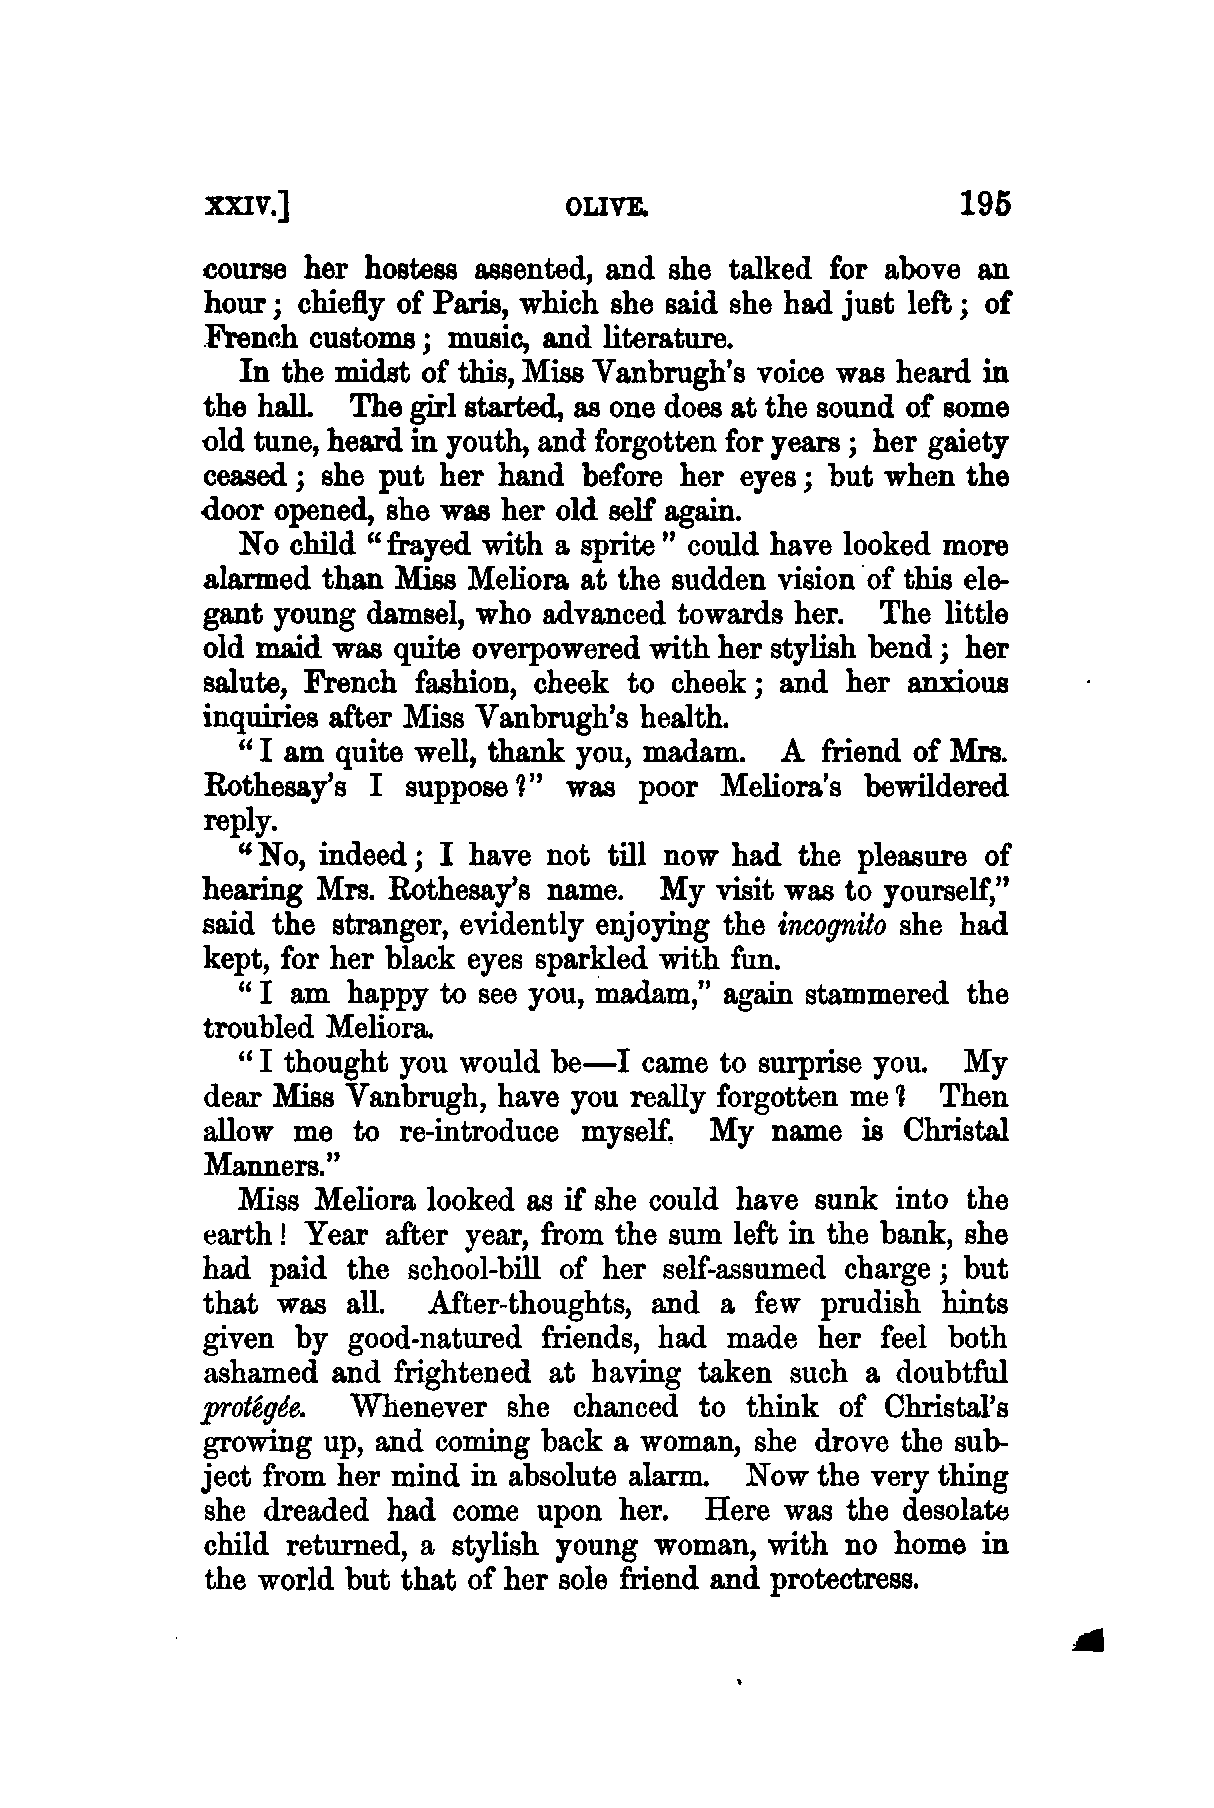 XXIV.] OLIVE. 195
course her hostess assented, and she talked for above an
hour; chiefly of Paris, which she said she had just left; of
French customs; music, and literature.
In the midst of this, Miss Vanbrugh's voice was heard in
the hall. The girl started, as one does at the sound of some
old tune, heard in youth, and forgotten for years; her gaiety
ceased; she put her hand before her eyes; but when the
door opened, she was her old self again.
No child "frayed with a sprite" could have looked more
alarmed than Miss Meliora at the sudden vision of this ele-
gant young damsel, who advanced towards her. The little
old maid was quite overpowered with her stylish bend; her
salute, French fashion, cheek to cheek; and her anxious
inquiries after Miss Vanbrugh's health.
"I am quite well, thank you, madam. A friend of Mrs.
Rothesay's I suppose?" was poor Meliora's bewildered
reply.
"No, indeed; I have not till now had the pleasure of
hearing Mrs. Rothesay's name. My visit was to yourself,"
said the stranger, evidently enjoying the incognito she had
kept, for her black eyes sparkled with fun.
"I am happy to see you, madam," again stammered the
troubled Meliora.
"I thought you would be—I came to surprise you. My
dear Miss Vanbrugh, have you really forgotten me? Then
allow me to re-introduce myself. My name is Christal
Manners."
Miss Meliora looked as if she could have sunk into the
earth! Year after year, from the sum left in the bank, she
had paid the school-bill of her self-assumed charge; but
that was all. After-thoughts, and a few prudish hints
given by good-natured friends, had made her feel both
ashamed and frightened at having taken such a doubtful
protégée. Whenever she chanced to think of Christal's
growing up, and coming back a woman, she drove the sub-
ject from her mind in absolute alarm. Now the very thing
she dreaded had come upon her. Here was the desolate
child returned, a stylish young woman, with no home in
the world but that of her sole friend and protectress.